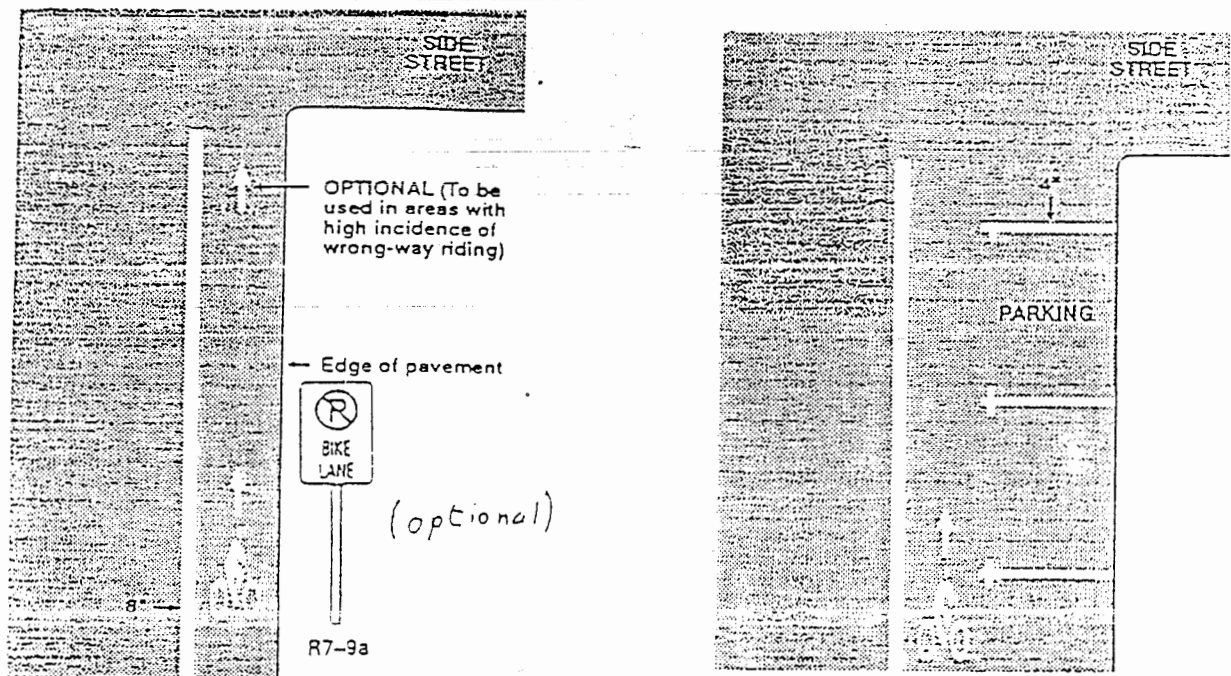 SIDE
STREET
OPTIONAL (To be
used in areas with
high incidence of
wrong-way riding)
Edge of pavement
P
BIKE
LANE
(optional)
8"
R7-9a
SIDE
STREET
4"
PARKING